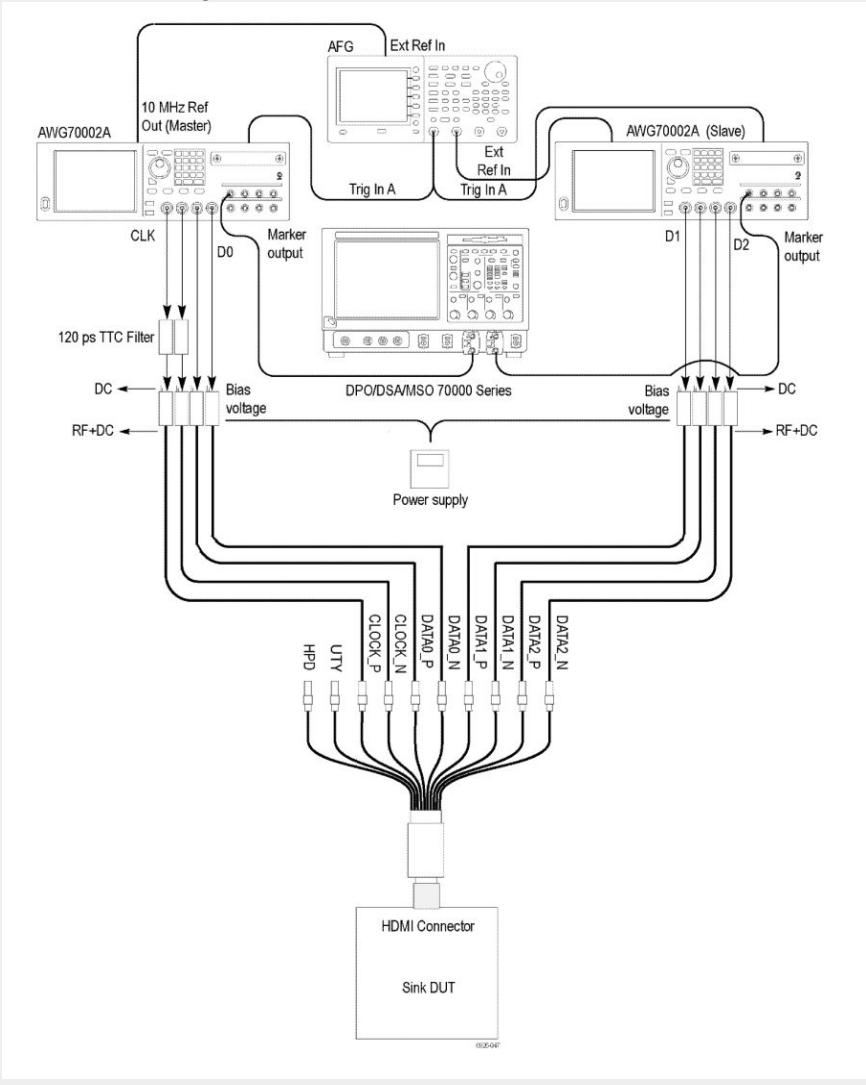 AFG
Ext Ref In
10 MHz Ref
Out (Master)
AWG70002A
AWG70002A (Slave)
Ext
Ref In
Trig In A
Trig In A
CLK
D0
Marker
output
D1
D2
Marker
output
120 ps TTC Filter
DPO/DSA/MSO 70000 Series
DC
Bias
voltage
RF+DC
Bias
voltage
DC
RF+DC
Power supply
HPD
UTY
CLOCK_P
CLOCK_N
DATA0_P
DATA0_N
DATA1_P
DATA1_N
DATA2_P
DATA2_N
HDMI Connector
Sink DUT